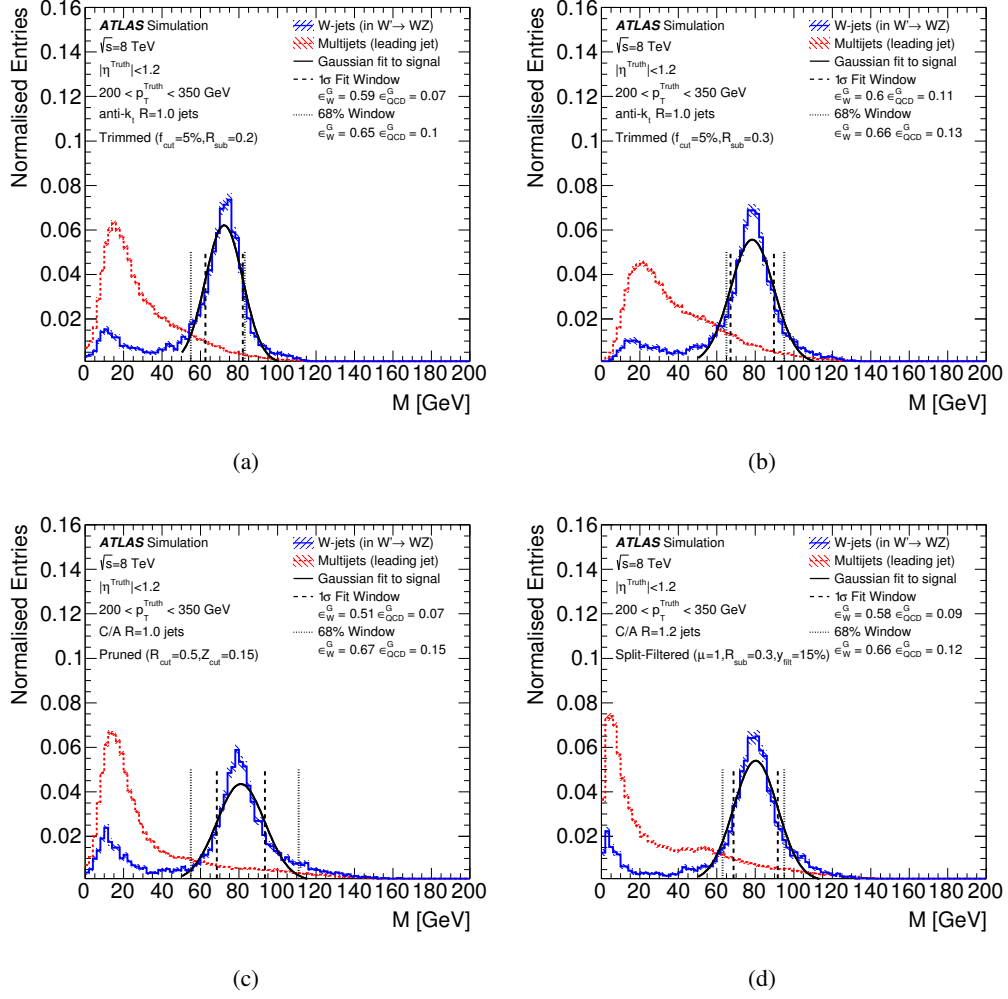 Normalised Entries
0.16
0.14
0.12
0.1
0.08
0.06
0.04
0.02
ATLAS Simulation
√s=8 TeV
|η^Truth|<1.2
200 < p_T^Truth < 350 GeV
anti-k_t R=1.0 jets
Trimmed (f_cut=5%,R_sub=0.2)
W-jets (in W'→ WZ)
Multijets (leading jet)
Gaussian fit to signal
1σ Fit Window
ϵ_W^G = 0.59 ϵ_QCD^G = 0.07
68% Window
ϵ_W^G = 0.65 ϵ_QCD^G = 0.1
0 20 40 60 80 100 120 140 160 180 200
M [GeV]
(a)
Normalised Entries
0.16
0.14
0.12
0.1
0.08
0.06
0.04
0.02
ATLAS Simulation
√s=8 TeV
|η^Truth|<1.2
200 < p_T^Truth < 350 GeV
anti-k_t R=1.0 jets
Trimmed (f_cut=5%,R_sub=0.3)
W-jets (in W'→ WZ)
Multijets (leading jet)
Gaussian fit to signal
1σ Fit Window
ϵ_W^G = 0.6 ϵ_QCD^G = 0.11
68% Window
ϵ_W^G = 0.66 ϵ_QCD^G = 0.13
0 20 40 60 80 100 120 140 160 180 200
M [GeV]
(b)
Normalised Entries
0.16
0.14
0.12
0.1
0.08
0.06
0.04
0.02
ATLAS Simulation
√s=8 TeV
|η^Truth|<1.2
200 < p_T^Truth < 350 GeV
C/A R=1.0 jets
Pruned (R_cut=0.5,Z_cut=0.15)
W-jets (in W'→ WZ)
Multijets (leading jet)
Gaussian fit to signal
1σ Fit Window
ϵ_W^G = 0.51 ϵ_QCD^G = 0.07
68% Window
ϵ_W^G = 0.67 ϵ_QCD^G = 0.15
0 20 40 60 80 100 120 140 160 180 200
M [GeV]
(c)
Normalised Entries
0.16
0.14
0.12
0.1
0.08
0.06
0.04
0.02
ATLAS Simulation
√s=8 TeV
|η^Truth|<1.2
200 < p_T^Truth < 350 GeV
C/A R=1.2 jets
Split-Filtered (μ=1,R_sub=0.3,y_filt=15%)
W-jets (in W'→ WZ)
Multijets (leading jet)
Gaussian fit to signal
1σ Fit Window
ϵ_W^G = 0.58 ϵ_QCD^G = 0.09
68% Window
ϵ_W^G = 0.66 ϵ_QCD^G = 0.12
0 20 40 60 80 100 120 140 160 180 200
M [GeV]
(d)